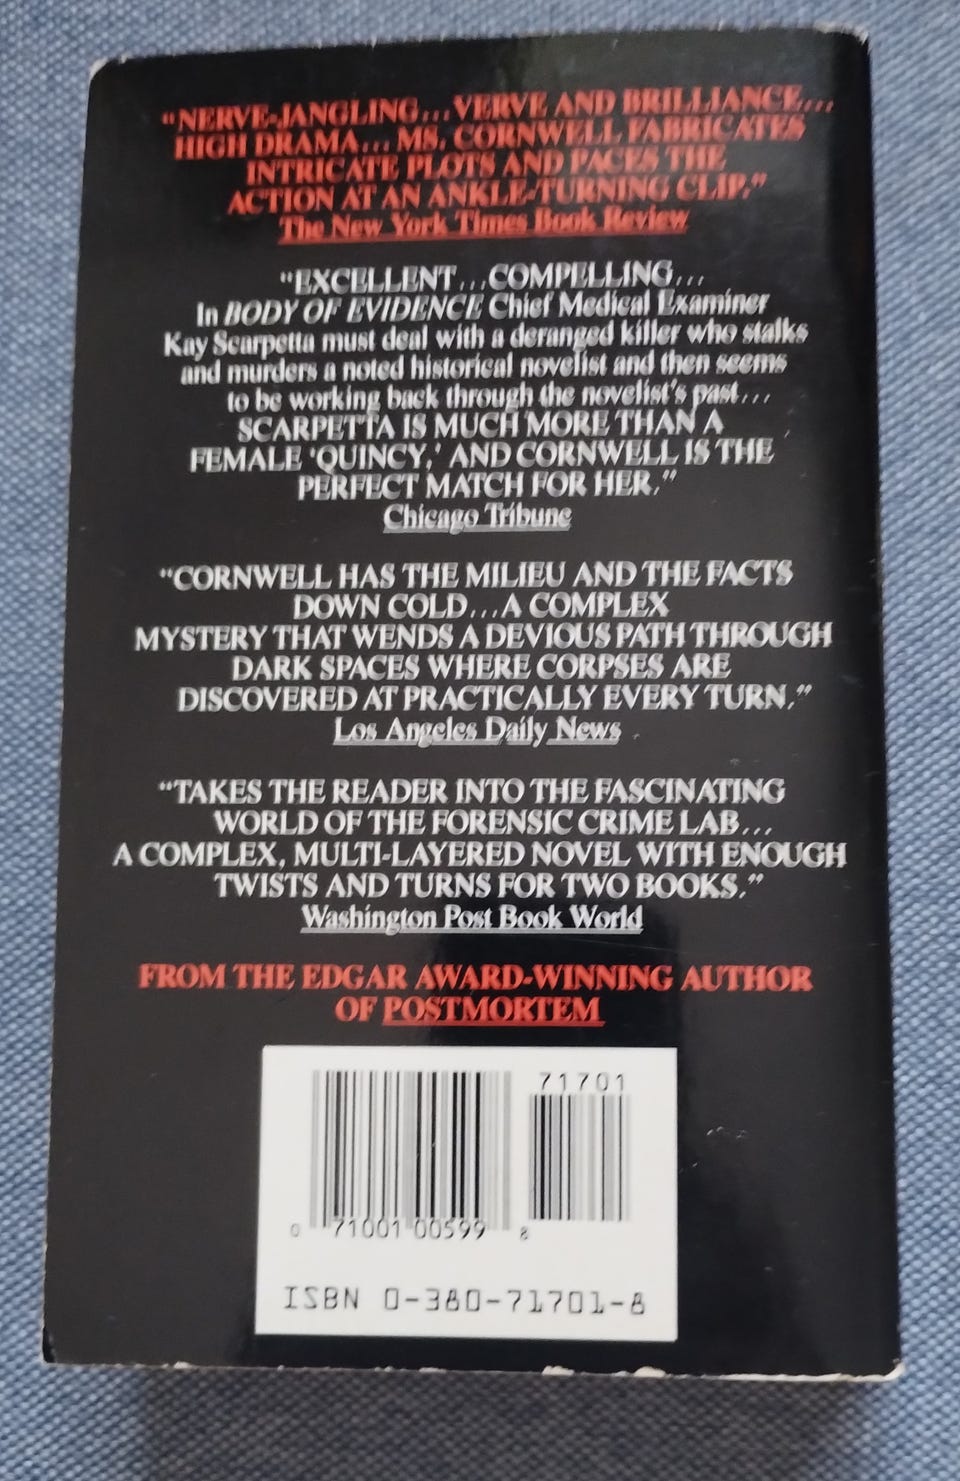 “NERVE-JANGLING...VERVE AND BRILLIANCE...
HIGH DRAMA... MS. CORNWELL FABRICATES
INTRICATE PLOTS AND PACES THE
ACTION AT AN ANKLE-TURNING CLIP.”
The New York Times Book Review
“EXCELLENT...COMPELLING...
In BODY OF EVIDENCE Chief Medical Examiner
Kay Scarpetta must deal with a deranged killer who stalks
and murders a noted historical novelist and then seems
to be working back through the novelist's past...
SCARPETTA IS MUCH MORE THAN A
FEMALE ‘QUINCY,’ AND CORNWELL IS THE
PERFECT MATCH FOR HER.”
Chicago Tribune
“CORNWELL HAS THE MILIEU AND THE FACTS
DOWN COLD...A COMPLEX
MYSTERY THAT WENDS A DEVIOUS PATH THROUGH
DARK SPACES WHERE CORPSES ARE
DISCOVERED AT PRACTICALLY EVERY TURN.”
Los Angeles Daily News
“TAKES THE READER INTO THE FASCINATING
WORLD OF THE FORENSIC CRIME LAB...
A COMPLEX, MULTI-LAYERED NOVEL WITH ENOUGH
TWISTS AND TURNS FOR TWO BOOKS.”
Washington Post Book World
FROM THE EDGAR AWARD-WINNING AUTHOR
OF POSTMORTEM
71701
0 71001 00599 8
ISBN 0-380-71701-8